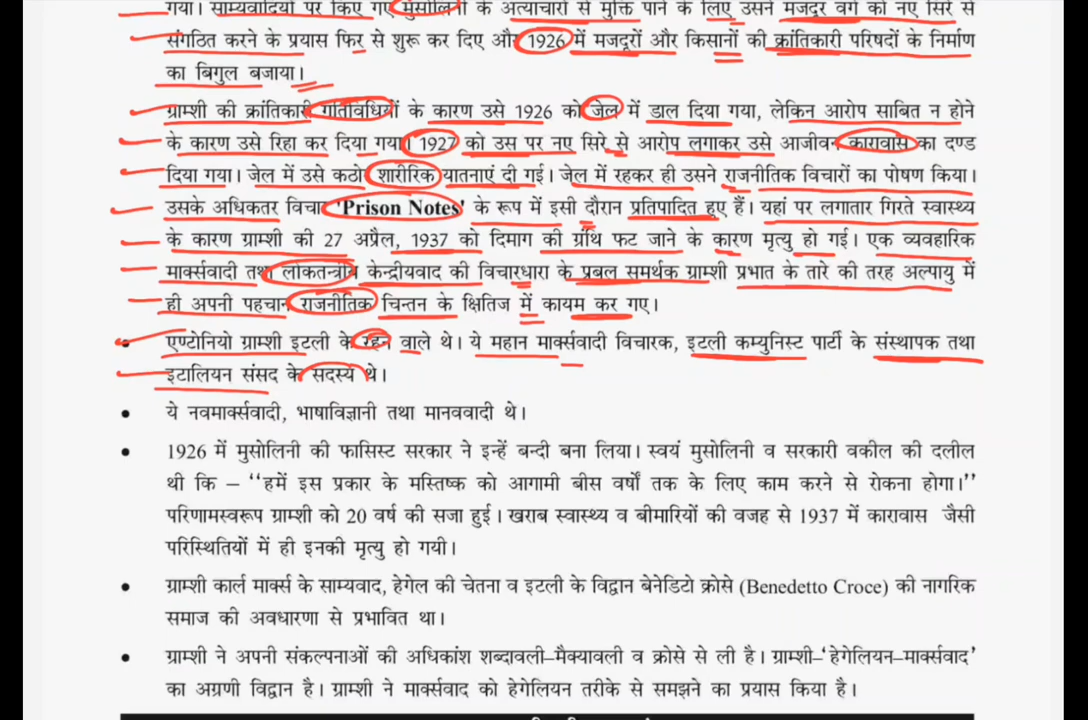 गया। साम्यवादियों पर किए गए मुसोलिनी के अत्याचारों से मुक्ति पाने के लिए उसने मजदूर वर्ग को नए सिरे से
संगठित करने के प्रयास फिर से शुरू कर दिए और 1926 में मजदूरों और किसानों की क्रांतिकारी परिषदों के निर्माण
का बिगुल बजाया।
ग्राम्शी की क्रांतिकारी गतिविधियों के कारण उसे 1926 को जेल में डाल दिया गया, लेकिन आरोप साबित न होने
के कारण उसे रिहा कर दिया गया। 1927 को उस पर नए सिरे से आरोप लगाकर उसे आजीवन कारावास का दण्ड
दिया गया। जेल में उसे कठो शारीरिक यातनाएं दी गई। जेल में रहकर ही उसने राजनीतिक विचारों का पोषण किया।
उसके अधिकतर विचार 'Prison Notes' के रूप में इसी दौरान प्रतिपादित हुए हैं। यहां पर लगातार गिरते स्वास्थ्य
के कारण ग्राम्शी की 27 अप्रैल, 1937 को दिमाग की ग्रंथि फट जाने के कारण मृत्यु हो गई। एक व्यवहारिक
मार्क्सवादी तथा लोकतन्त्रीय केन्द्रीयवाद की विचारधारा के प्रबल समर्थक ग्राम्शी प्रभात के तारे की तरह अल्पायु में
ही अपनी पहचान राजनीतिक चिन्तन के क्षितिज में कायम कर गए।
• एण्टोनियो ग्राम्शी इटली के रहने वाले थे। ये महान मार्क्सवादी विचारक, इटली कम्युनिस्ट पार्टी के संस्थापक तथा
इटालियन संसद के सदस्य थे।
• ये नवमार्क्सवादी, भाषाविज्ञानी तथा मानववादी थे।
• 1926 में मुसोलिनी की फासिस्ट सरकार ने इन्हें बन्दी बना लिया। स्वयं मुसोलिनी व सरकारी वकील की दलील
थी कि – ‘‘हमें इस प्रकार के मस्तिष्क को आगामी बीस वर्षों तक के लिए काम करने से रोकना होगा।’’
परिणामस्वरूप ग्राम्शी को 20 वर्ष की सजा हुई। खराब स्वास्थ्य व बीमारियों की वजह से 1937 में कारावास जैसी
परिस्थितियों में ही इनकी मृत्यु हो गयी।
• ग्राम्शी कार्ल मार्क्स के साम्यवाद, हेगेल की चेतना व इटली के विद्वान बेनेडिटो क्रोसे (Benedetto Croce) की नागरिक
समाज की अवधारणा से प्रभावित था।
• ग्राम्शी ने अपनी संकल्पनाओं की अधिकांश शब्दावली–मैक्यावली व क्रोसे से ली है। ग्राम्शी–‘हेगेलियन–मार्क्सवाद’
का अग्रणी विद्वान है। ग्राम्शी ने मार्क्सवाद को हेगेलियन तरीके से समझने का प्रयास किया है।